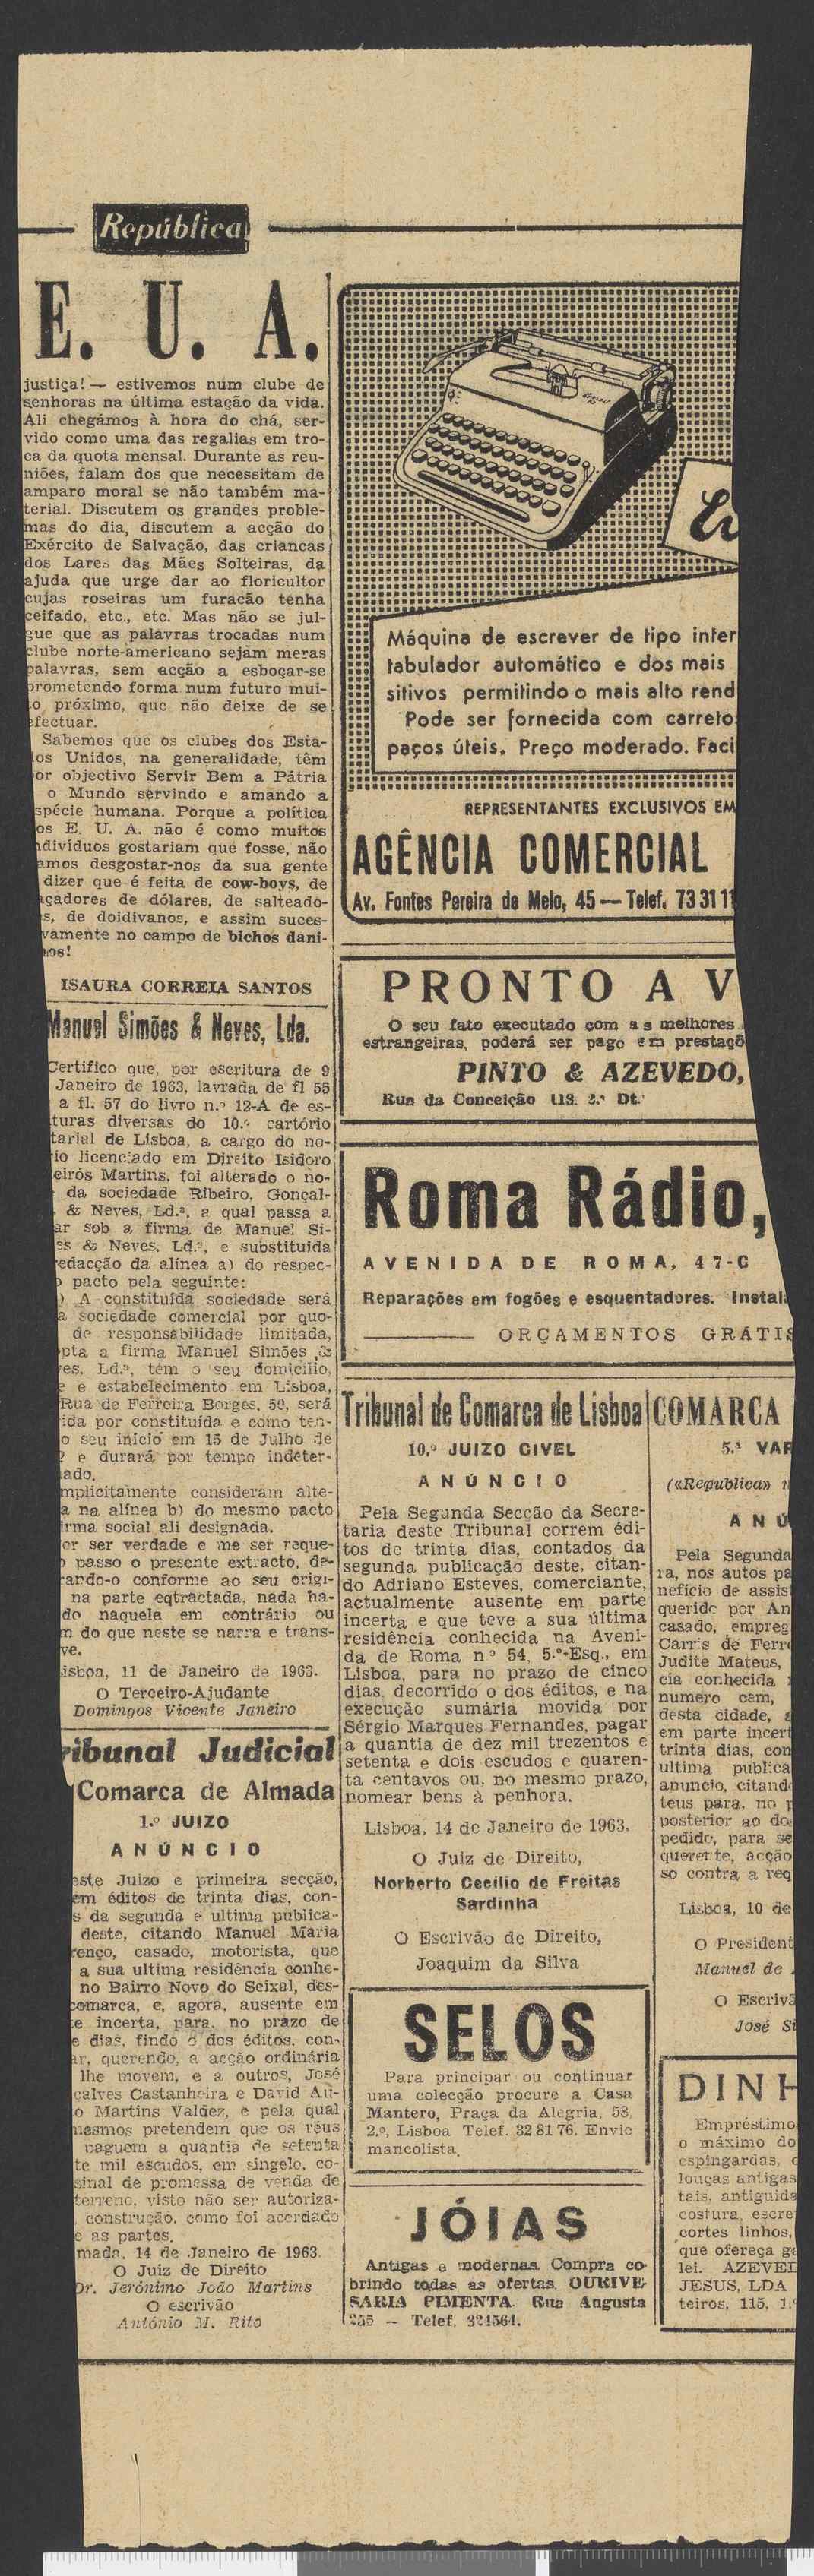 República
E. U. A.
justiça! — estivemos num clube de
senhoras na última estação da vida.
Ali chegámos à hora do chá, ser-
vido como uma das regalias em tro-
ca da quota mensal. Durante as reu-
niões, falam dos que necessitam de
amparo moral se não também ma-
terial. Discutem os grandes proble-
mas do dia, discutem a acção do
Exército de Salvação, das criancas
dos Lares das Mães Solteiras, da
ajuda que urge dar ao floricultor
cujas roseiras um furacão tenha
ceifado, etc., etc. Mas não se jul-
gue que as palavras trocadas num
clube norte-americano sejam meras
palavras, sem acção a esboçar-se
prometendo forma num futuro mui-
to próximo, que não deixe de se
efectuar.
Sabemos que os clubes dos Esta-
os Unidos, na generalidade, têm
or objectivo Servir Bem a Pátria
o Mundo servindo e amando a
spécie humana. Porque a política
os E. U. A. não é como muitos
divíduos gostariam que fosse, não
amos desgostar-nos da sua gente
dizer que é feita de cow-boys, de
açadores de dólares, de salteado-
s, de doidivanos, e assim suces-
vamente no campo de bichos dani-
nos!
ISAURA CORREIA SANTOS
Manuel Simões & Neves, Lda.
Certifico que, por escritura de 9
Janeiro de 1963, lavrada de fl 55
a fl. 57 do livro n.º 12-A de es-
turas diversas do 10.º cartório
tarial de Lisboa, a cargo do no-
io licenciado em Direito Isidoro
eirós Martins, foi alterado o no-
da sociedade Ribeiro, Gonçal-
& Neves, Ld.ª, a qual passa a
ar sob a firma de Manuel Si-
es & Neves, Ld.ª, e substituída
edacção da alínea a) do respec-
o pacto pela seguinte:
) A constituída sociedade será
a sociedade comercial por quo-
de responsabilidade limitada,
pta a firma Manuel Simões &
es, Ld.ª, têm o seu domicílio,
e e estabelecimento em Lisboa,
Rua de Ferreira Borges, 59, será
ida por constituída e como ten-
o seu início em 15 de Julho de
2 e durará por tempo indeter-
ado.
mplicitamente consideram alte-
a na alínea b) do mesmo pacto
irma social ali designada.
or ser verdade e me ser reque-
o passo o presente extracto, de-
rando-o conforme ao seu origi-
na parte eqtractada, nada ha-
do naquela em contrário ou
m do que neste se narra e trans-
ve.
isboa, 11 de Janeiro de 1963.
O Terceiro-Ajudante
Domingos Vicente Janeiro
ribunal Judicial
Comarca de Almada
1.º JUIZO
ANÚNCIO
este Juizo e primeira secção,
em éditos de trinta dias, con-
s da segunda e ultima publica-
deste, citando Manuel Maria
renço, casado, motorista, que
a sua ultima residência conhe-
no Bairro Novo do Seixal, des-
comarca, e, agora, ausente em
e incerta, para, no prazo de
e dias, findo o dos éditos, con-
ar, querendo, a acção ordinária
lhe movem, e a outros, José
calves Castanheira e David Au-
o Martins Valdez, e pela qual
mesmos pretendem que os réus
paguem a quantia de setenta
te mil escudos, em singelo, co-
sinal de promessa de venda de
terreno, visto não ser autoriza-
construção, como foi acordado
e as partes.
mada, 14 de Janeiro de 1963.
O Juiz de Direito
Dr. Jerónimo João Martins
O escrivão
António M. Rito
Máquina de escrever de tipo inter
tabulador automático e dos mais
sitivos permitindo o mais alto rend
Pode ser fornecida com carreto
paços úteis. Preço moderado. Faci
REPRESENTANTES EXCLUSIVOS EM
AGÊNCIA COMERCIAL
Av. Fontes Pereira de Melo, 45 — Telef. 73 31 11
PRONTO A V
O seu fato executado com as melhores
estrangeiras, poderá ser pago em prestaçõ
PINTO & AZEVEDO,
Rua da Conceição 113. 2.º Dt.º
Roma Rádio,
AVENIDA DE ROMA, 47-C
Reparações em fogões e esquentadores. Instal
ORÇAMENTOS GRÁTIS
Tribunal de Comarca de Lisboa
10.º JUIZO CIVEL
ANÚNCIO
Pela Segunda Secção da Secre-
taria deste Tribunal correm édi-
tos de trinta dias, contados da
segunda publicação deste, citan-
do Adriano Esteves, comerciante,
actualmente ausente em parte
incerta e que teve a sua última
residência conhecida na Aveni-
da de Roma n.º 54, 5.º-Esq., em
Lisboa, para no prazo de cinco
dias, decorrido o dos éditos, e na
execução sumária movida por
Sérgio Marques Fernandes, pagar
a quantia de dez mil trezentos e
setenta e dois escudos e quaren-
ta centavos ou, no mesmo prazo,
nomear bens à penhora.
Lisboa, 14 de Janeiro de 1963.
O Juiz de Direito,
Norberto Cecílio de Freitas
Sardinha
O Escrivão de Direito,
Joaquim da Silva
SELOS
Para principar ou continuar
uma colecção procure a Casa
Mantero, Praça da Alegria, 58,
2.º, Lisboa Telef. 32 81 76. Envio
mancolista.
JÓIAS
Antigas e modernas. Compra co-
brindo todas as ofertas. OURIVE-
SARIA PIMENTA. Rua Augusta
255 — Telef. 324564.
COMARCA
5.ª VAR
(«República» n
ANÚ
Pela Segunda
ra, nos autos pa
nefício de assist
querido por An
casado, empreg
Carris de Ferro
Judite Mateus,
cia conhecida
numero cem,
desta cidade,
em parte incert
trinta dias, con
ultima publica
anuncio, citand
teus para, no p
posterior ao do
pedido, para se
querente, acção
so contra a req
Lisboa, 10 de
O President
Manuel de
O Escrivã
José Si
DINH
Empréstimo
o máximo do
espingardas,
louças antigas
tais, antiguida
costura, escre
cortes linhos,
que ofereça ga
lei. AZEVED
JESUS, LDA
teiros, 115, 1.º